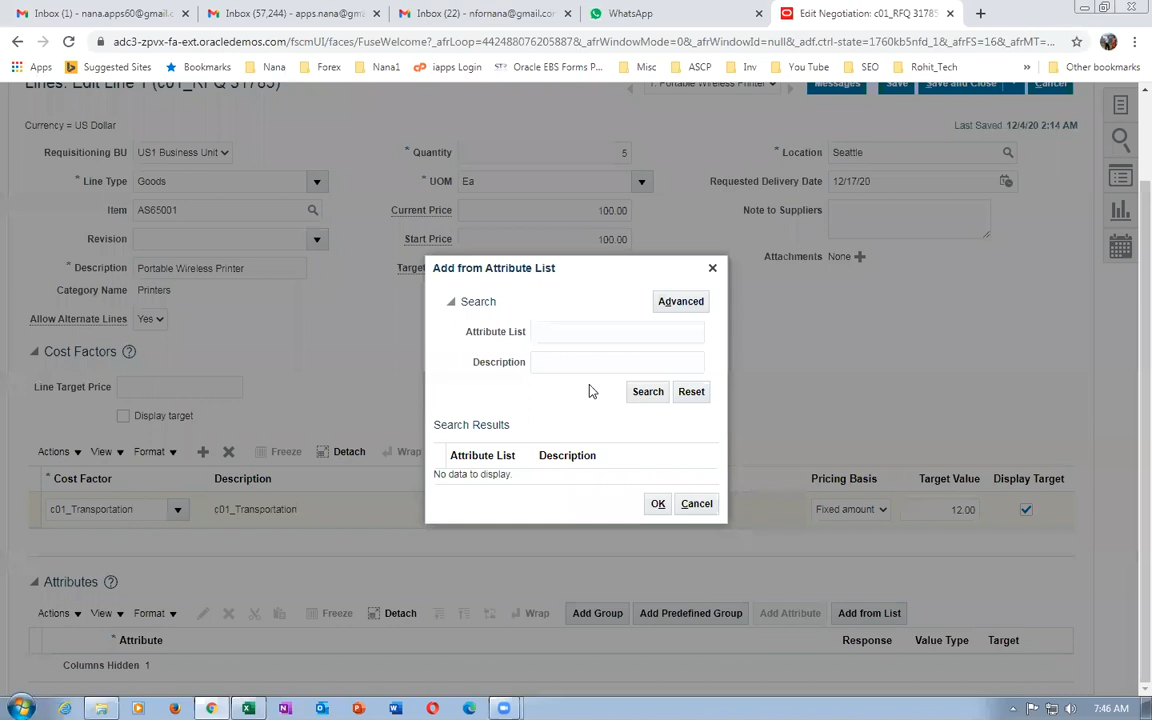 Inbox (1) - nana.apps60@gmail.c
Inbox (57,244) - apps.nana@gm
Inbox (22) - nfornana@gmail.co
WhatsApp
Edit Negotiation: c01_RFQ 31785
adc3-zpvx-fa-ext.oracledemos.com/fscmUI/faces/FuseWelcome?_afrLoop=442488076205887&_afrWindowMode=0&_afrWindowId=null&_adf.ctrl-state=1760kb5nfd_1&_afrFS=16&_afrMT=...
Apps
Suggested Sites
Bookmarks
Nana
Forex
Nana1
iapps Login
Oracle EBS Forms P...
Misc
ASCP
Inv
You Tube
SEO
Rohit_Tech
»
Other bookmarks
Lines: Edit Line 1 (c01_RFQ 31785)
1. Portable Wireless Printer
Messages
Save
Save and Close
Cancel
Currency = US Dollar
Last Saved 12/4/20 2:14 AM
Requisitioning BU US1 Business Unit
* Quantity 5
* Location Seattle
* Line Type Goods
* UOM Ea
Requested Delivery Date 12/17/20
Item AS65001
Current Price 100.00
Note to Suppliers
Revision
Start Price 100.00
Attachments None
* Description Portable Wireless Printer
Target
Category Name Printers
Allow Alternate Lines Yes
Cost Factors
Line Target Price
Display target
Add from Attribute List
Search
Advanced
Attribute List
Description
Search Reset
Search Results
Attribute List Description
No data to display.
OK Cancel
Actions View Format Freeze Detach Wrap
* Cost Factor Description Pricing Basis Target Value Display Target
c01_Transportation c01_Transportation Fixed amount 12.00
Attributes
Actions View Format Freeze Detach Wrap Add Group Add Predefined Group Add Attribute Add from List
* Attribute Response Value Type Target
Columns Hidden 1
7:46 AM